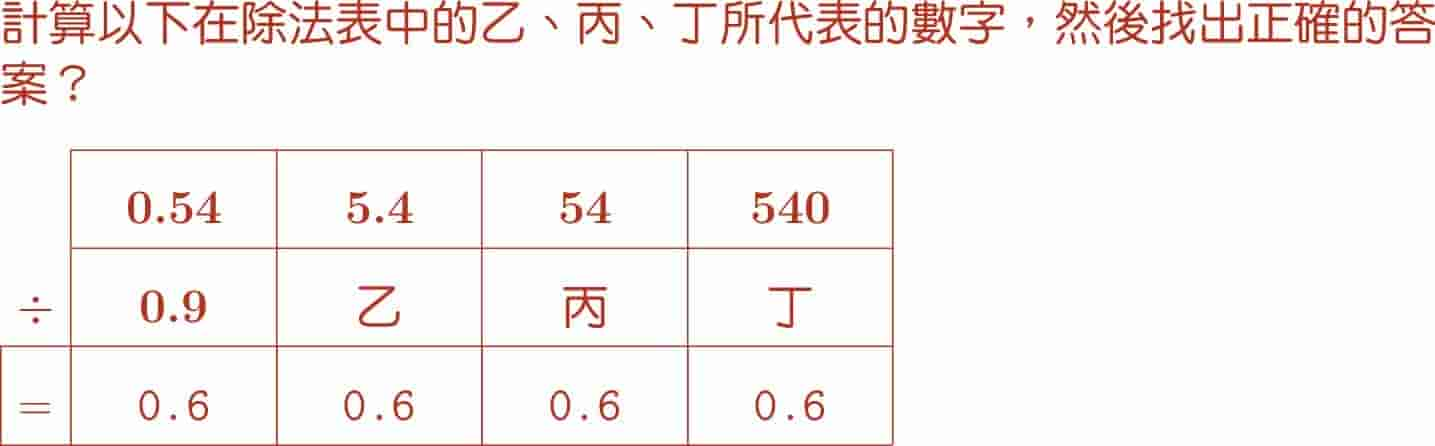 計算以下在除法表中的乙、丙、丁所代表的數字，然後找出正確的答
案？
0.54 5.4 54 540
÷ 0.9 乙 丙 丁
= 0.6 0.6 0.6 0.6